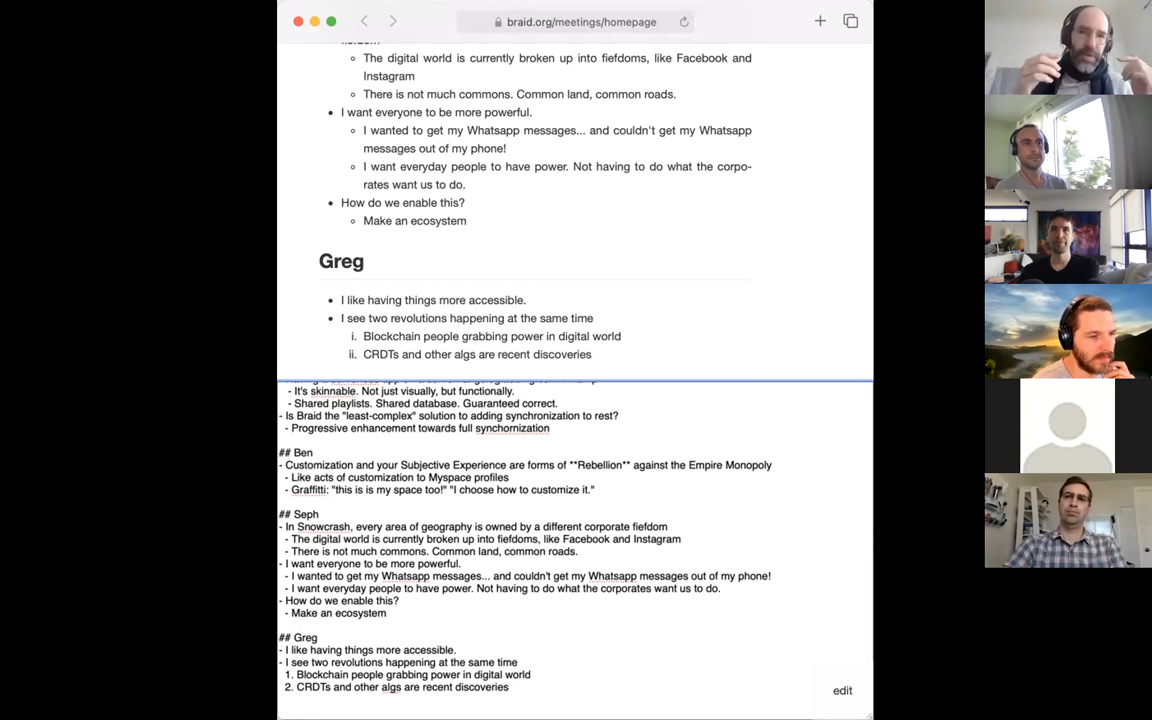 braid.org/meetings/homepage
◦ The digital world is currently broken up into fiefdoms, like Facebook and
Instagram
◦ There is not much commons. Common land, common roads.
• I want everyone to be more powerful.
◦ I wanted to get my Whatsapp messages... and couldn't get my Whatsapp
messages out of my phone!
◦ I want everyday people to have power. Not having to do what the corpo-
rates want us to do.
• How do we enable this?
◦ Make an ecosystem
Greg
• I like having things more accessible.
• I see two revolutions happening at the same time
i. Blockchain people grabbing power in digital world
ii. CRDTs and other algs are recent discoveries
- It's skinnable. Not just visually, but functionally.
- Shared playlists. Shared database. Guaranteed correct.
- Is Braid the "least-complex" solution to adding synchronization to rest?
- Progressive enhancement towards full synchornization
## Ben
- Customization and your Subjective Experience are forms of **Rebellion** against the Empire Monopoly
- Like acts of customization to Myspace profiles
- Graffitti: "this is is my space too!" "I choose how to customize it."
## Seph
- In Snowcrash, every area of geography is owned by a different corporate fiefdom
- The digital world is currently broken up into fiefdoms, like Facebook and Instagram
- There is not much commons. Common land, common roads.
- I want everyone to be more powerful.
- I wanted to get my Whatsapp messages... and couldn't get my Whatsapp messages out of my phone!
- I want everyday people to have power. Not having to do what the corporates want us to do.
- How do we enable this?
- Make an ecosystem
## Greg
- I like having things more accessible.
- I see two revolutions happening at the same time
1. Blockchain people grabbing power in digital world
2. CRDTs and other algs are recent discoveries
edit